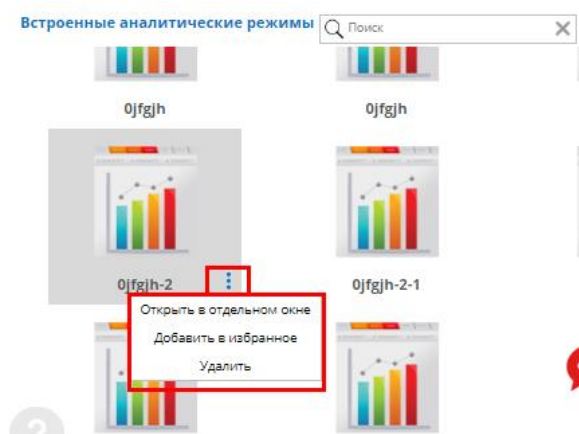 Встроенные аналитические режимы
Поиск
0jfgjh
0jfgjh
0jfgjh-2
0jfgjh-2-1
Открыть в отдельном окне
Добавить в избранное
Удалить
?